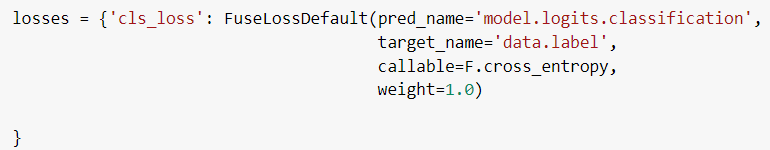 losses = {'cls_loss': FuseLossDefault(pred_name='model.logits.classification',
                                      target_name='data.label',
                                      callable=F.cross_entropy,
                                      weight=1.0)
}